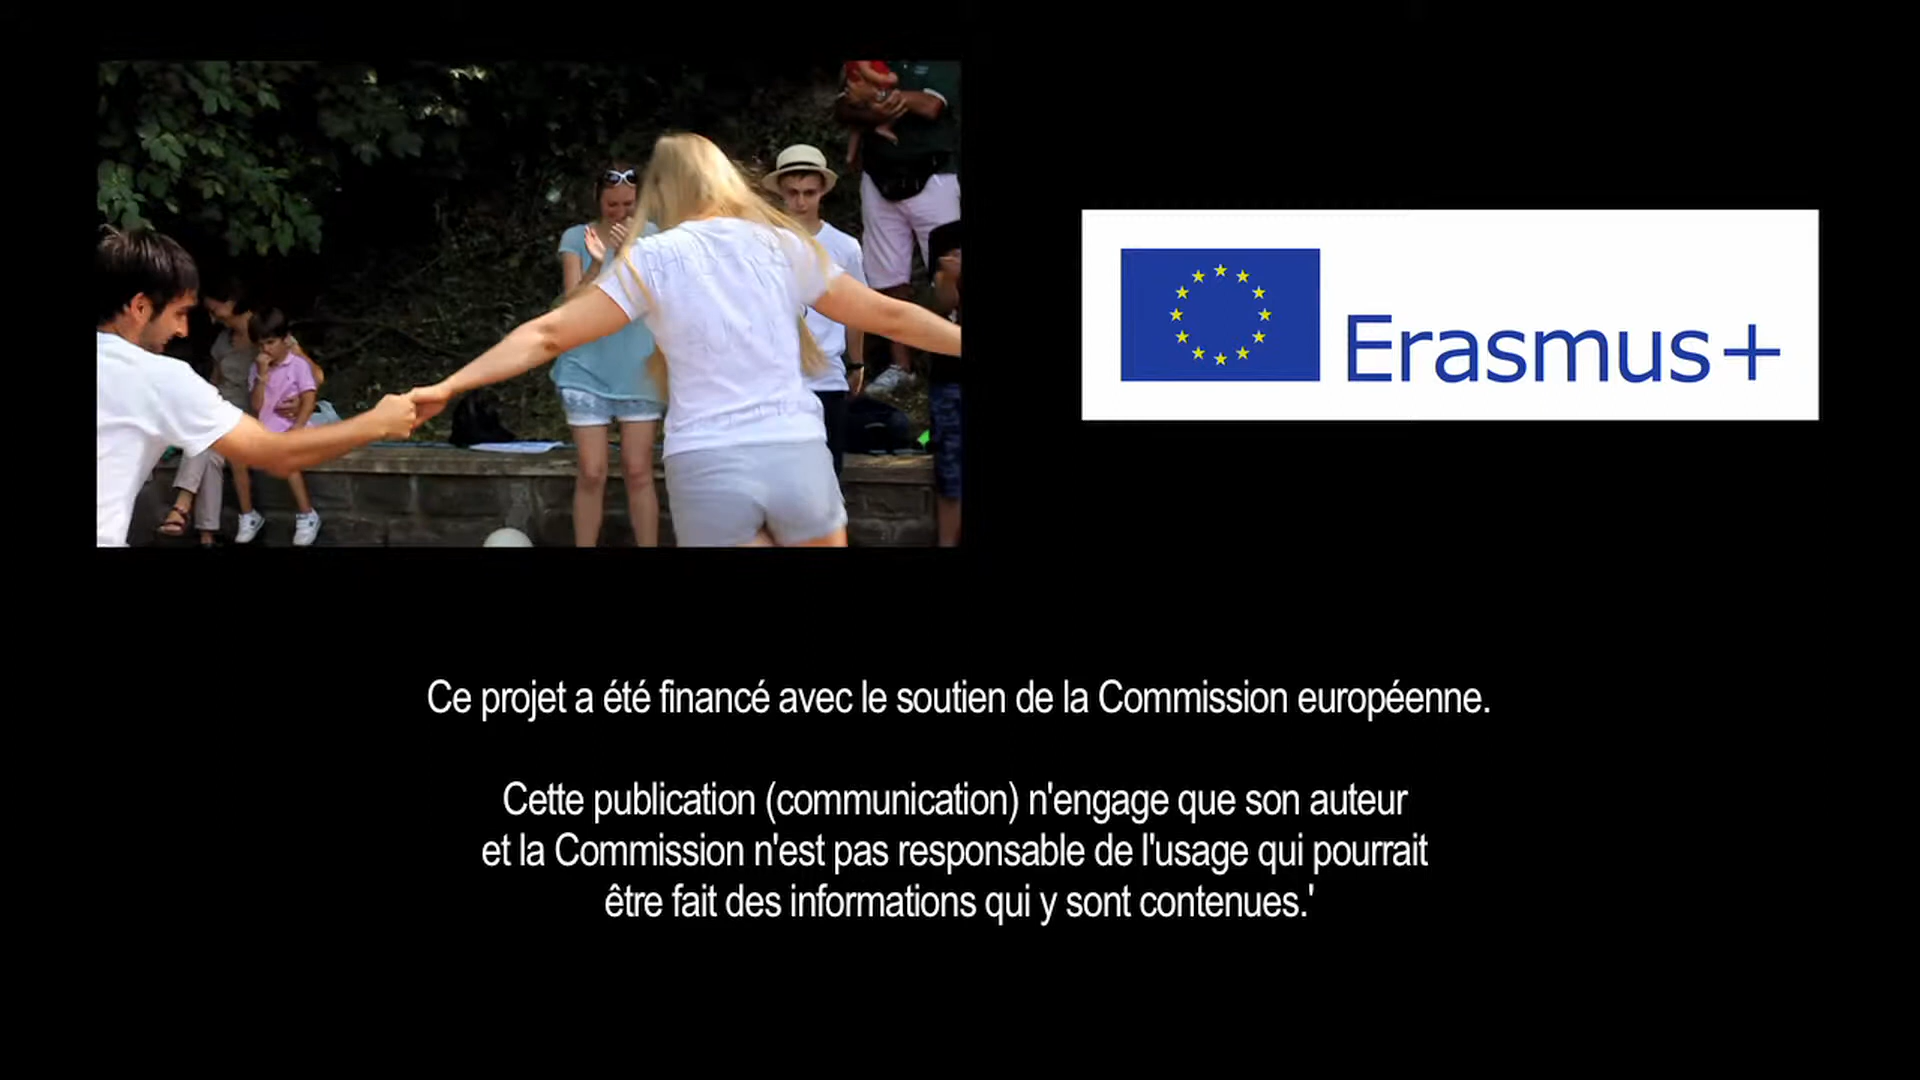 Erasmus+
Ce projet a été financé avec le soutien de la Commission européenne.
Cette publication (communication) n'engage que son auteur
et la Commission n'est pas responsable de l'usage qui pourrait
être fait des informations qui y sont contenues.'